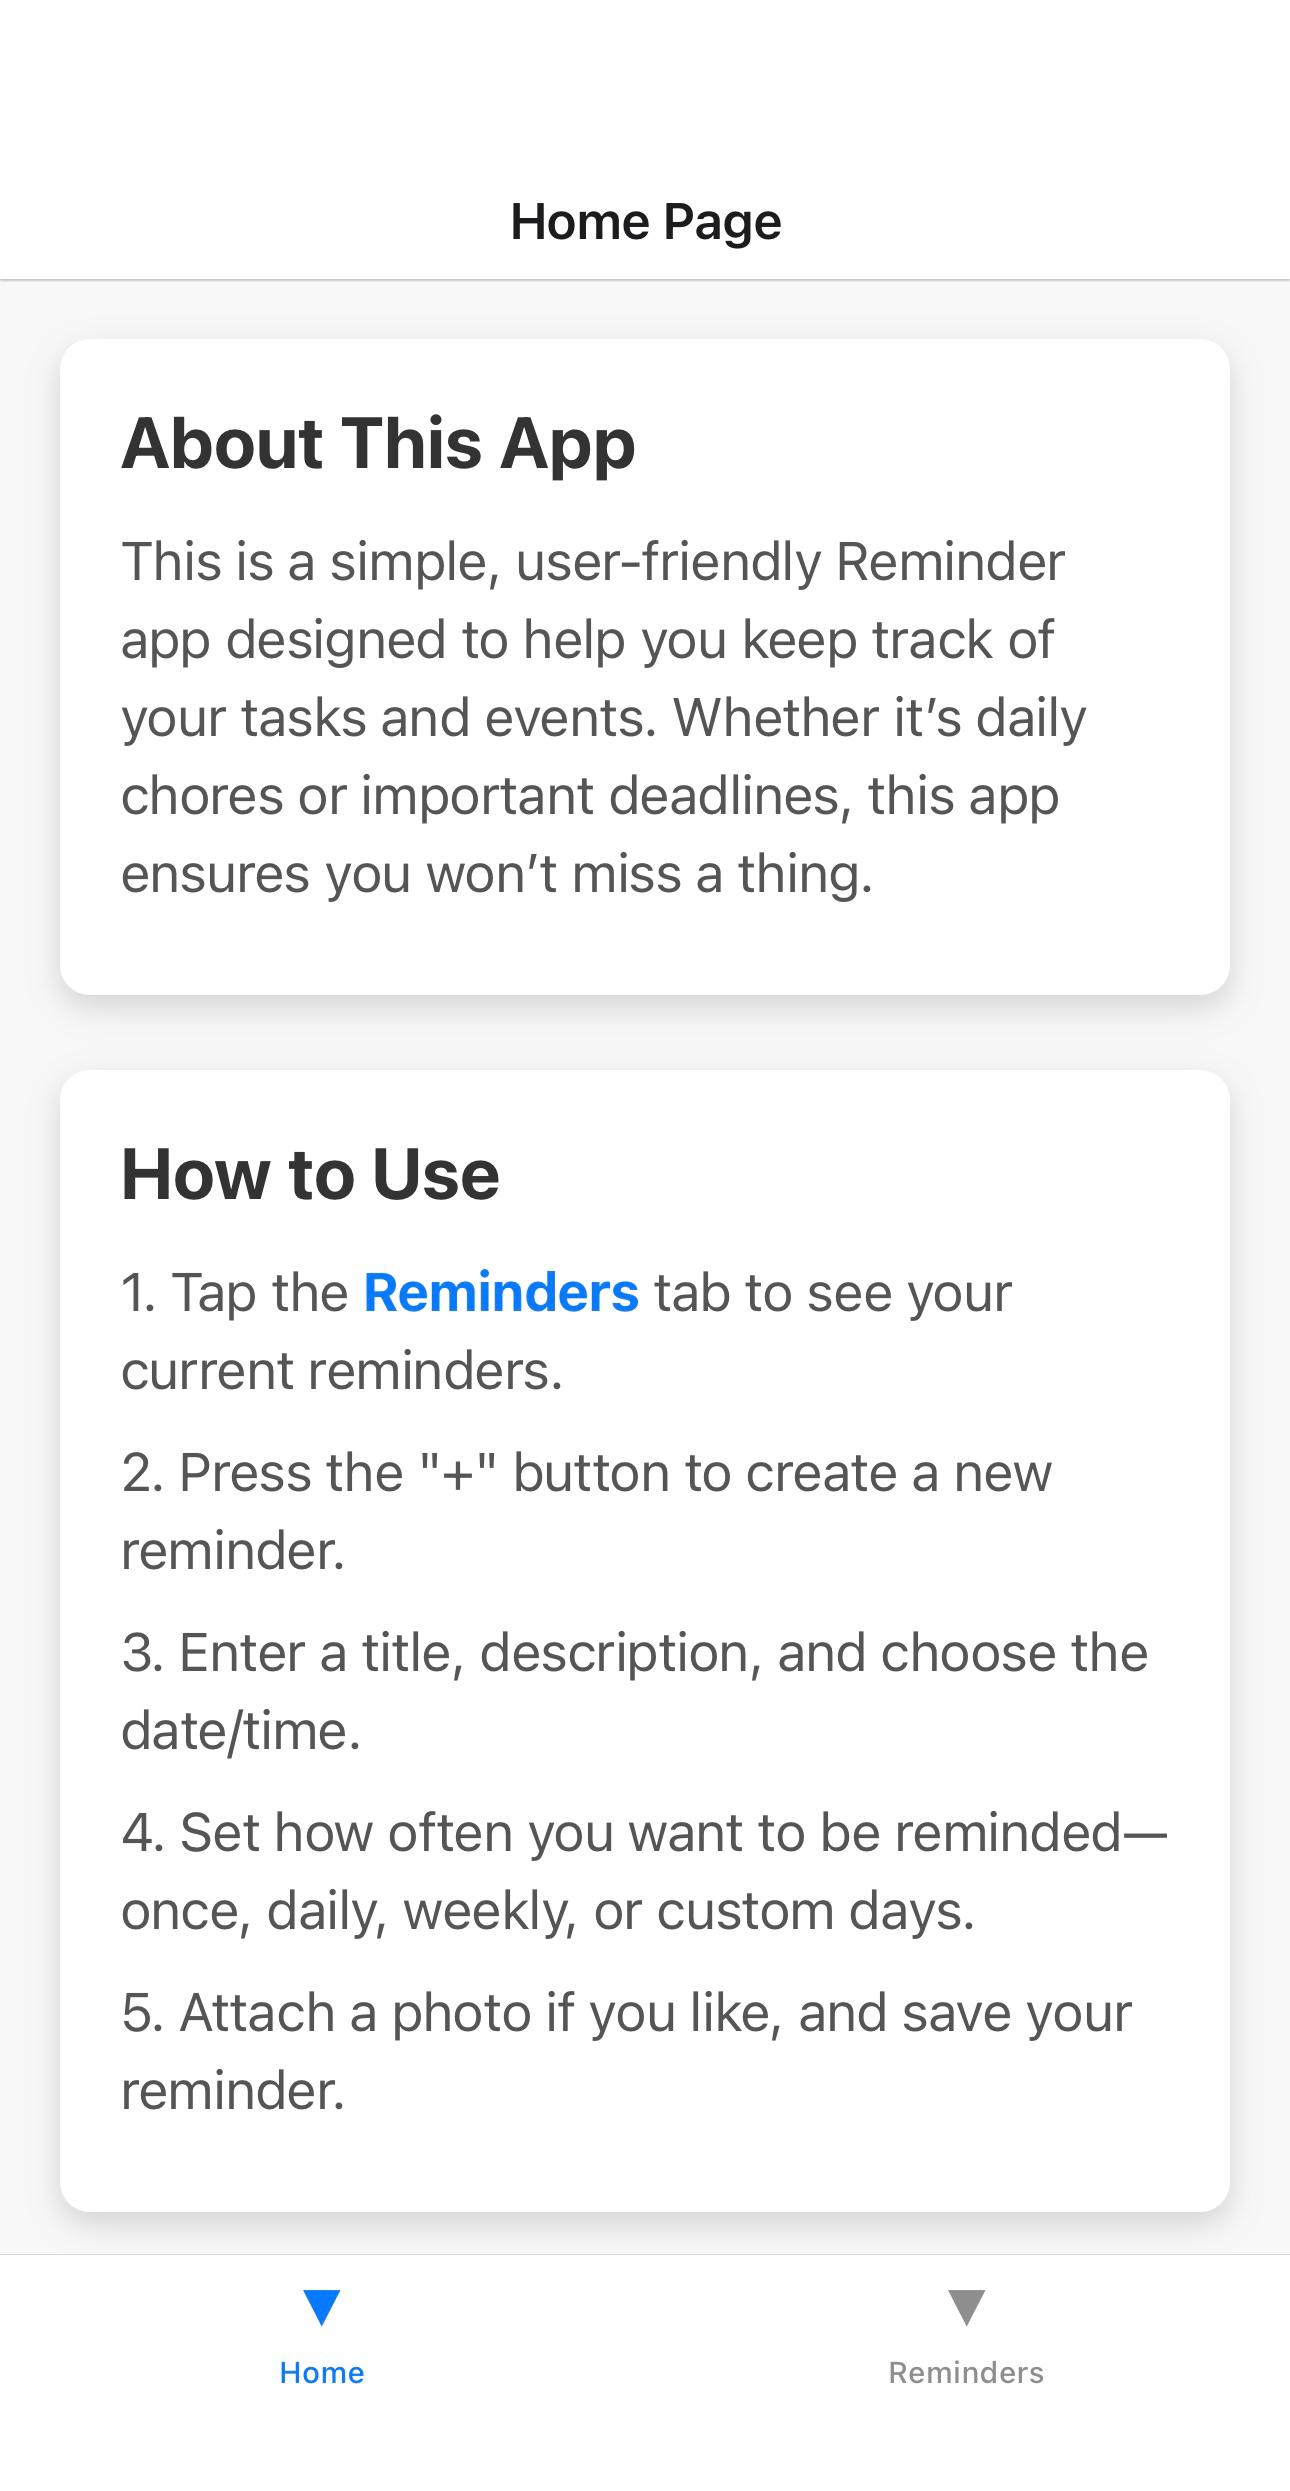 Home Page
About This App
This is a simple, user-friendly Reminder
app designed to help you keep track of
your tasks and events. Whether it’s daily
chores or important deadlines, this app
ensures you won’t miss a thing.
How to Use
1. Tap the Reminders tab to see your
current reminders.
2. Press the "+" button to create a new
reminder.
3. Enter a title, description, and choose the
date/time.
4. Set how often you want to be reminded—
once, daily, weekly, or custom days.
5. Attach a photo if you like, and save your
reminder.
Home
Reminders